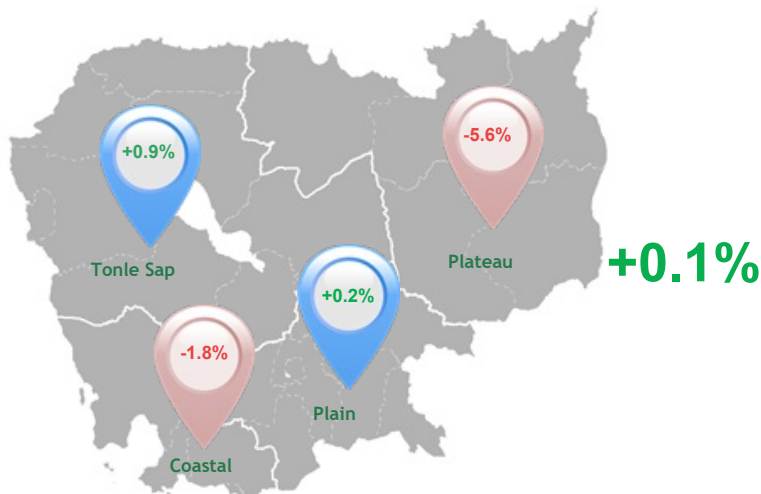 -5.6%
+0.9%
Plateau
Tonle Sap
+0.1%
+0.2%
-1.8%
Plain
Coastal